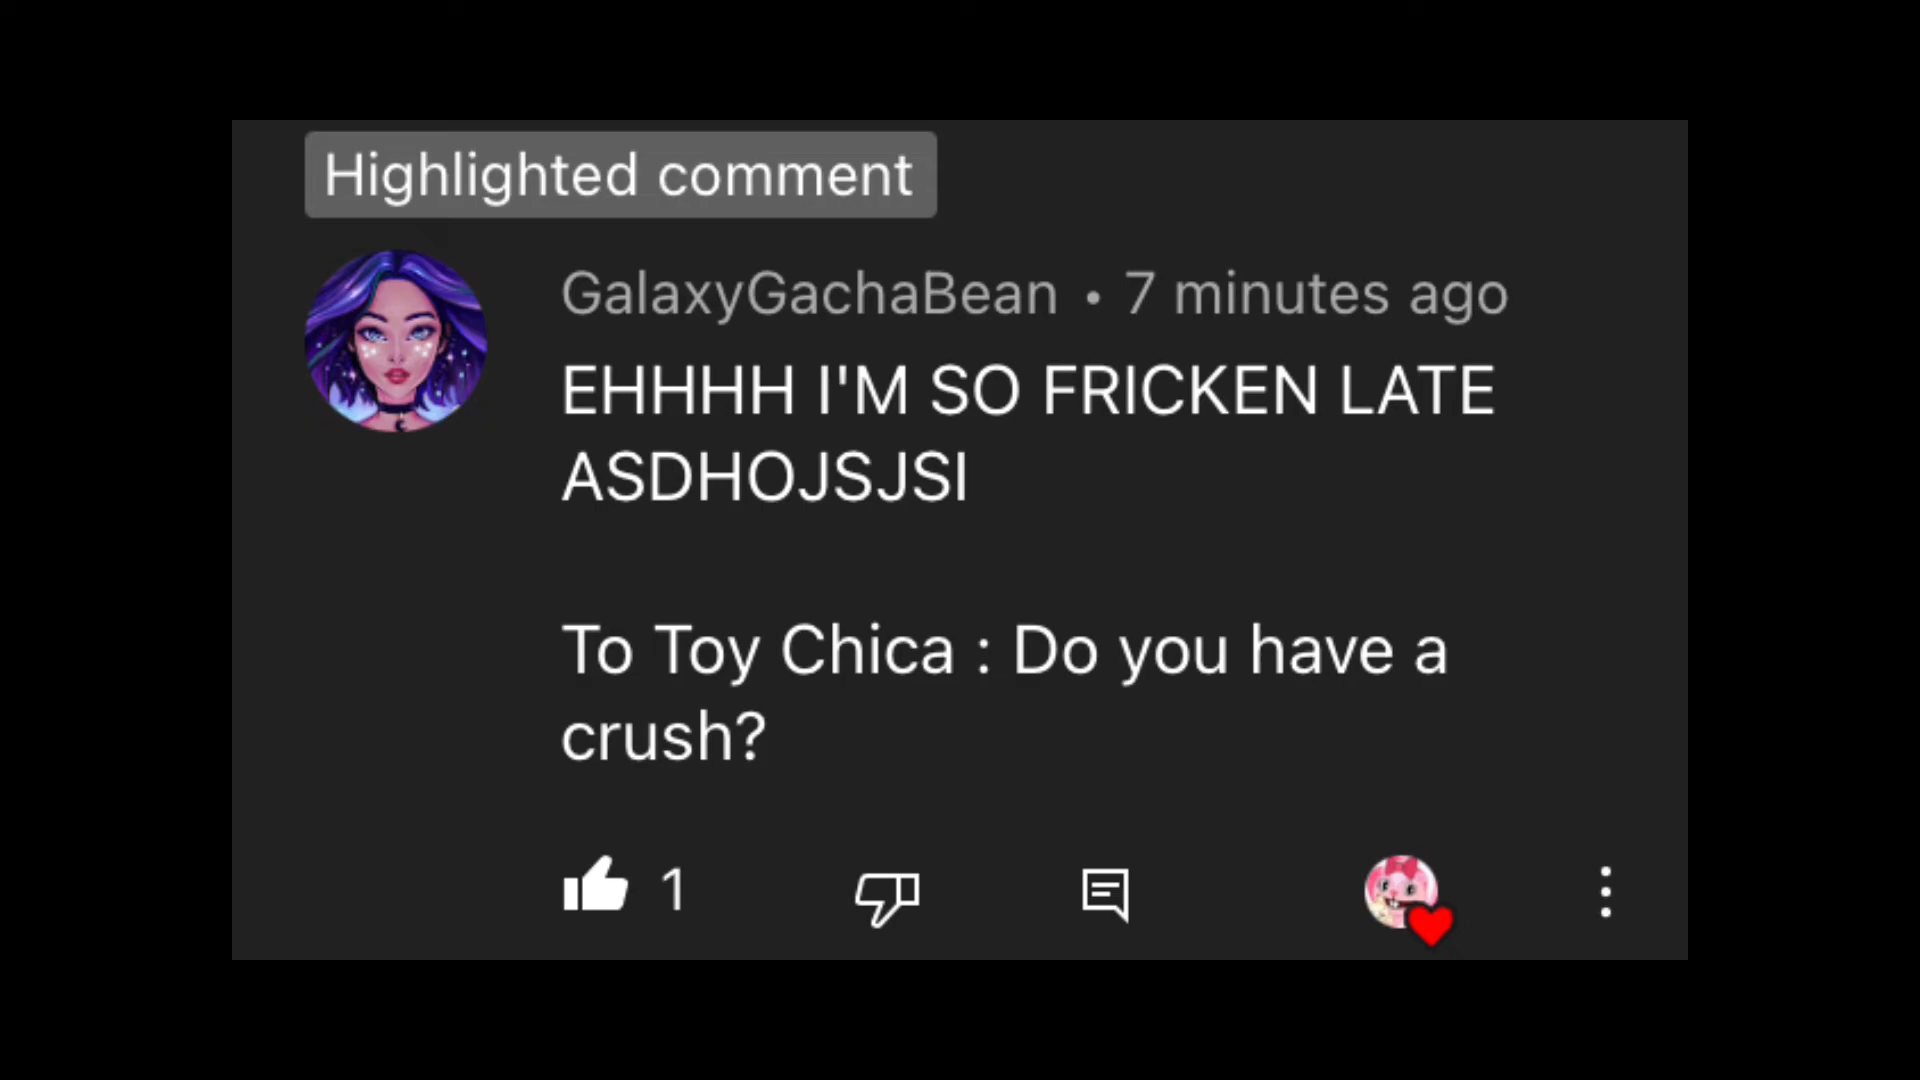 Highlighted comment
GalaxyGachaBean • 7 minutes ago
EHHHH I'M SO FRICKEN LATE
ASDHOJSJSI
To Toy Chica : Do you have a
crush?
1